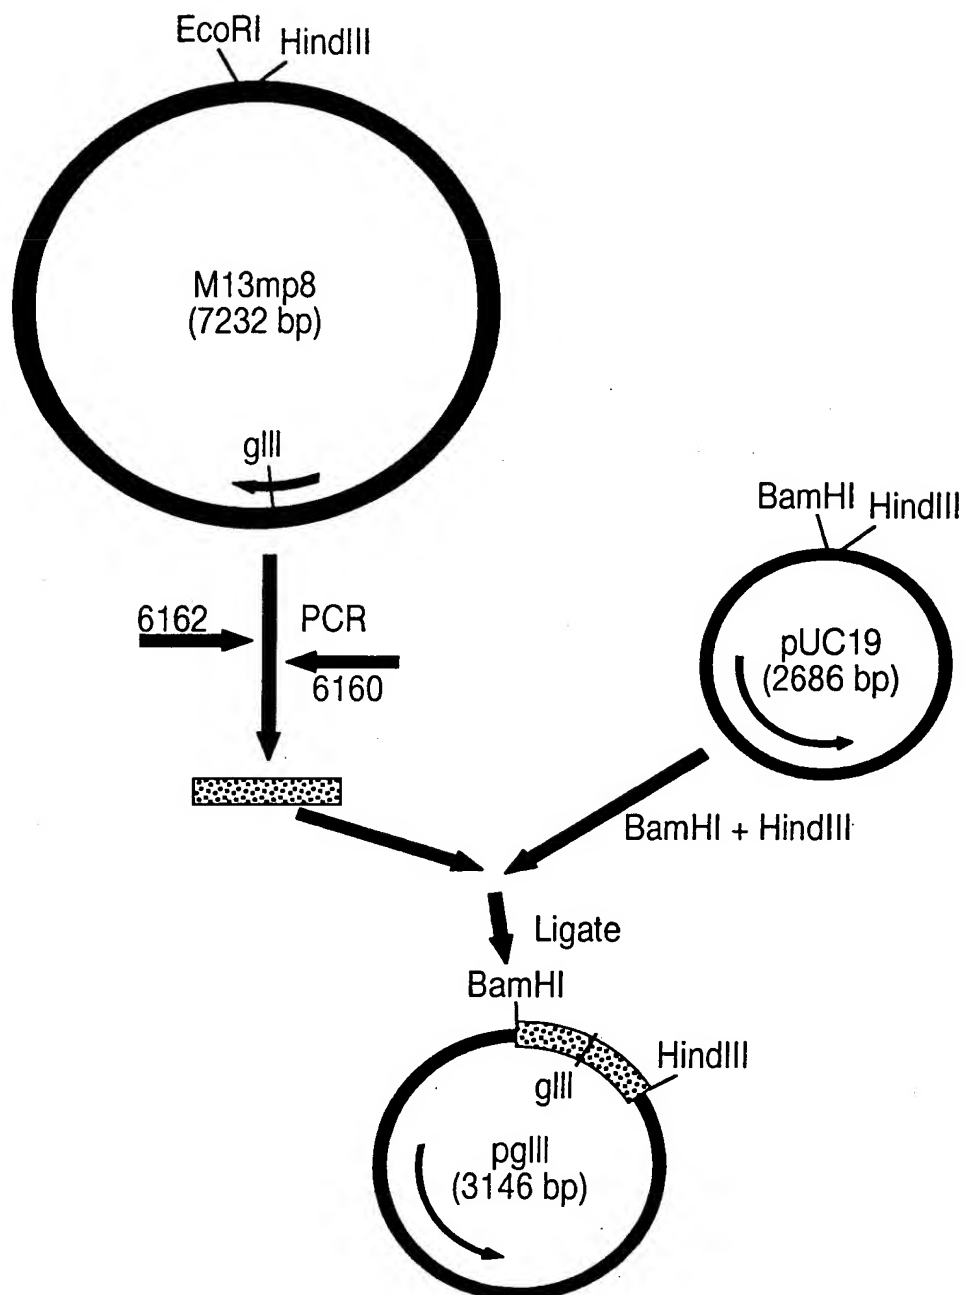 EcoRI
HindIII
M13mp8
(7232 bp)
gIII
BamHI
HindIII
6162
PCR
6160
pUC19
(2686 bp)
BamHI + HindIII
Ligate
BamHI
HindIII
gIII
pgIII
(3146 bp)